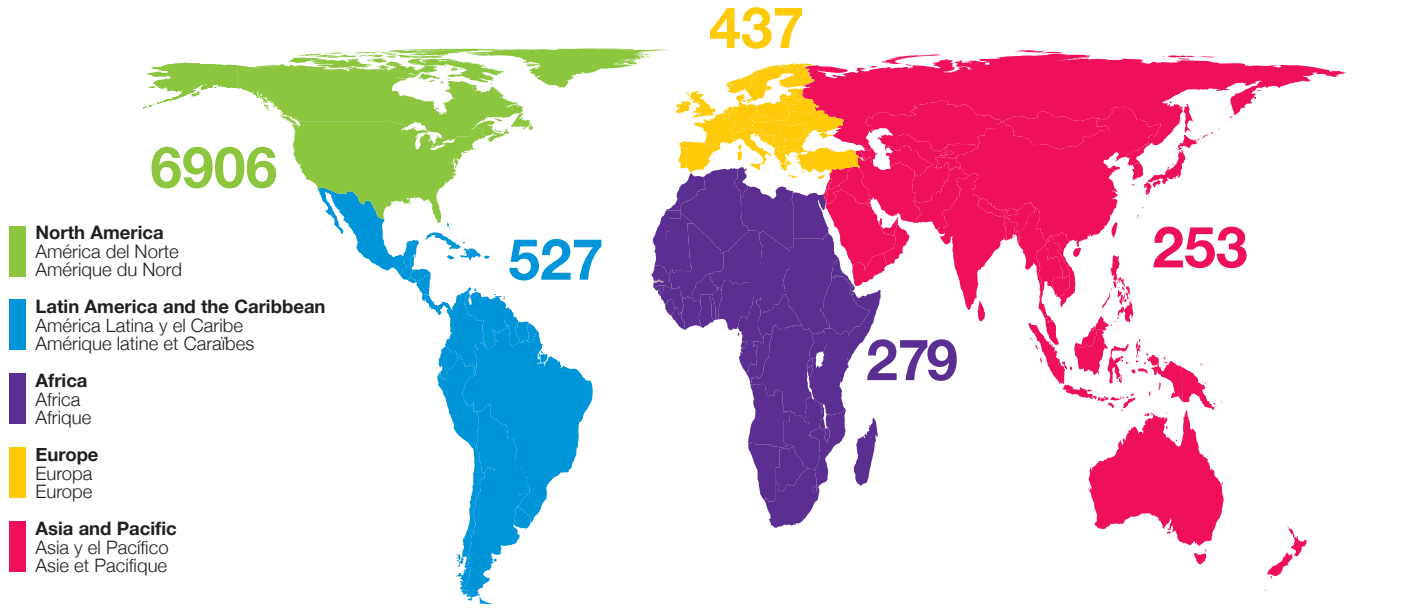 437
6906
North America
América del Norte
Amérique du Nord
527
253
Latin America and the Caribbean
América Latina y el Caribe
Amérique latine et Caraïbes
279
Africa
Africa
Afrique
Europe
Europa
Europe
Asia and Pacific
Asia y el Pacífico
Asie et Pacifique